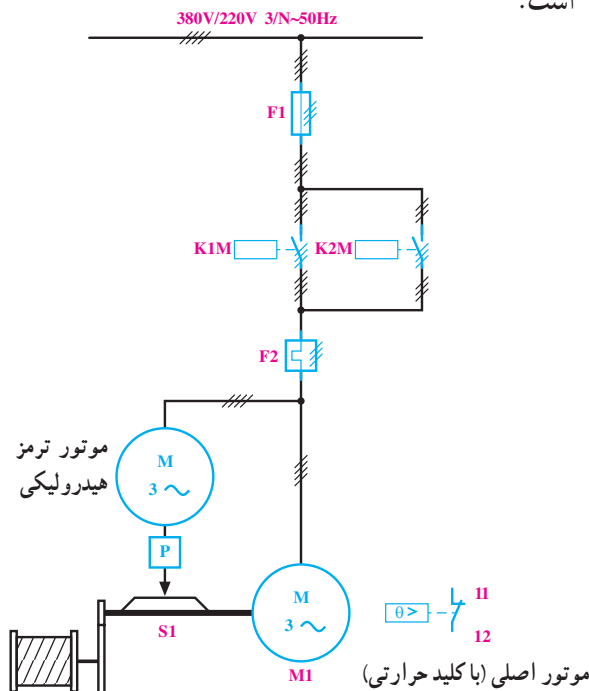 است.
380V/220V 3/N~50Hz
F1
K1M
K2M
F2
موتور ترمز
هیدرولیکی
M
3 ~
P
S1
M
3 ~
M1
θ >
11
12
موتور اصلی (با کلید حرارتی)